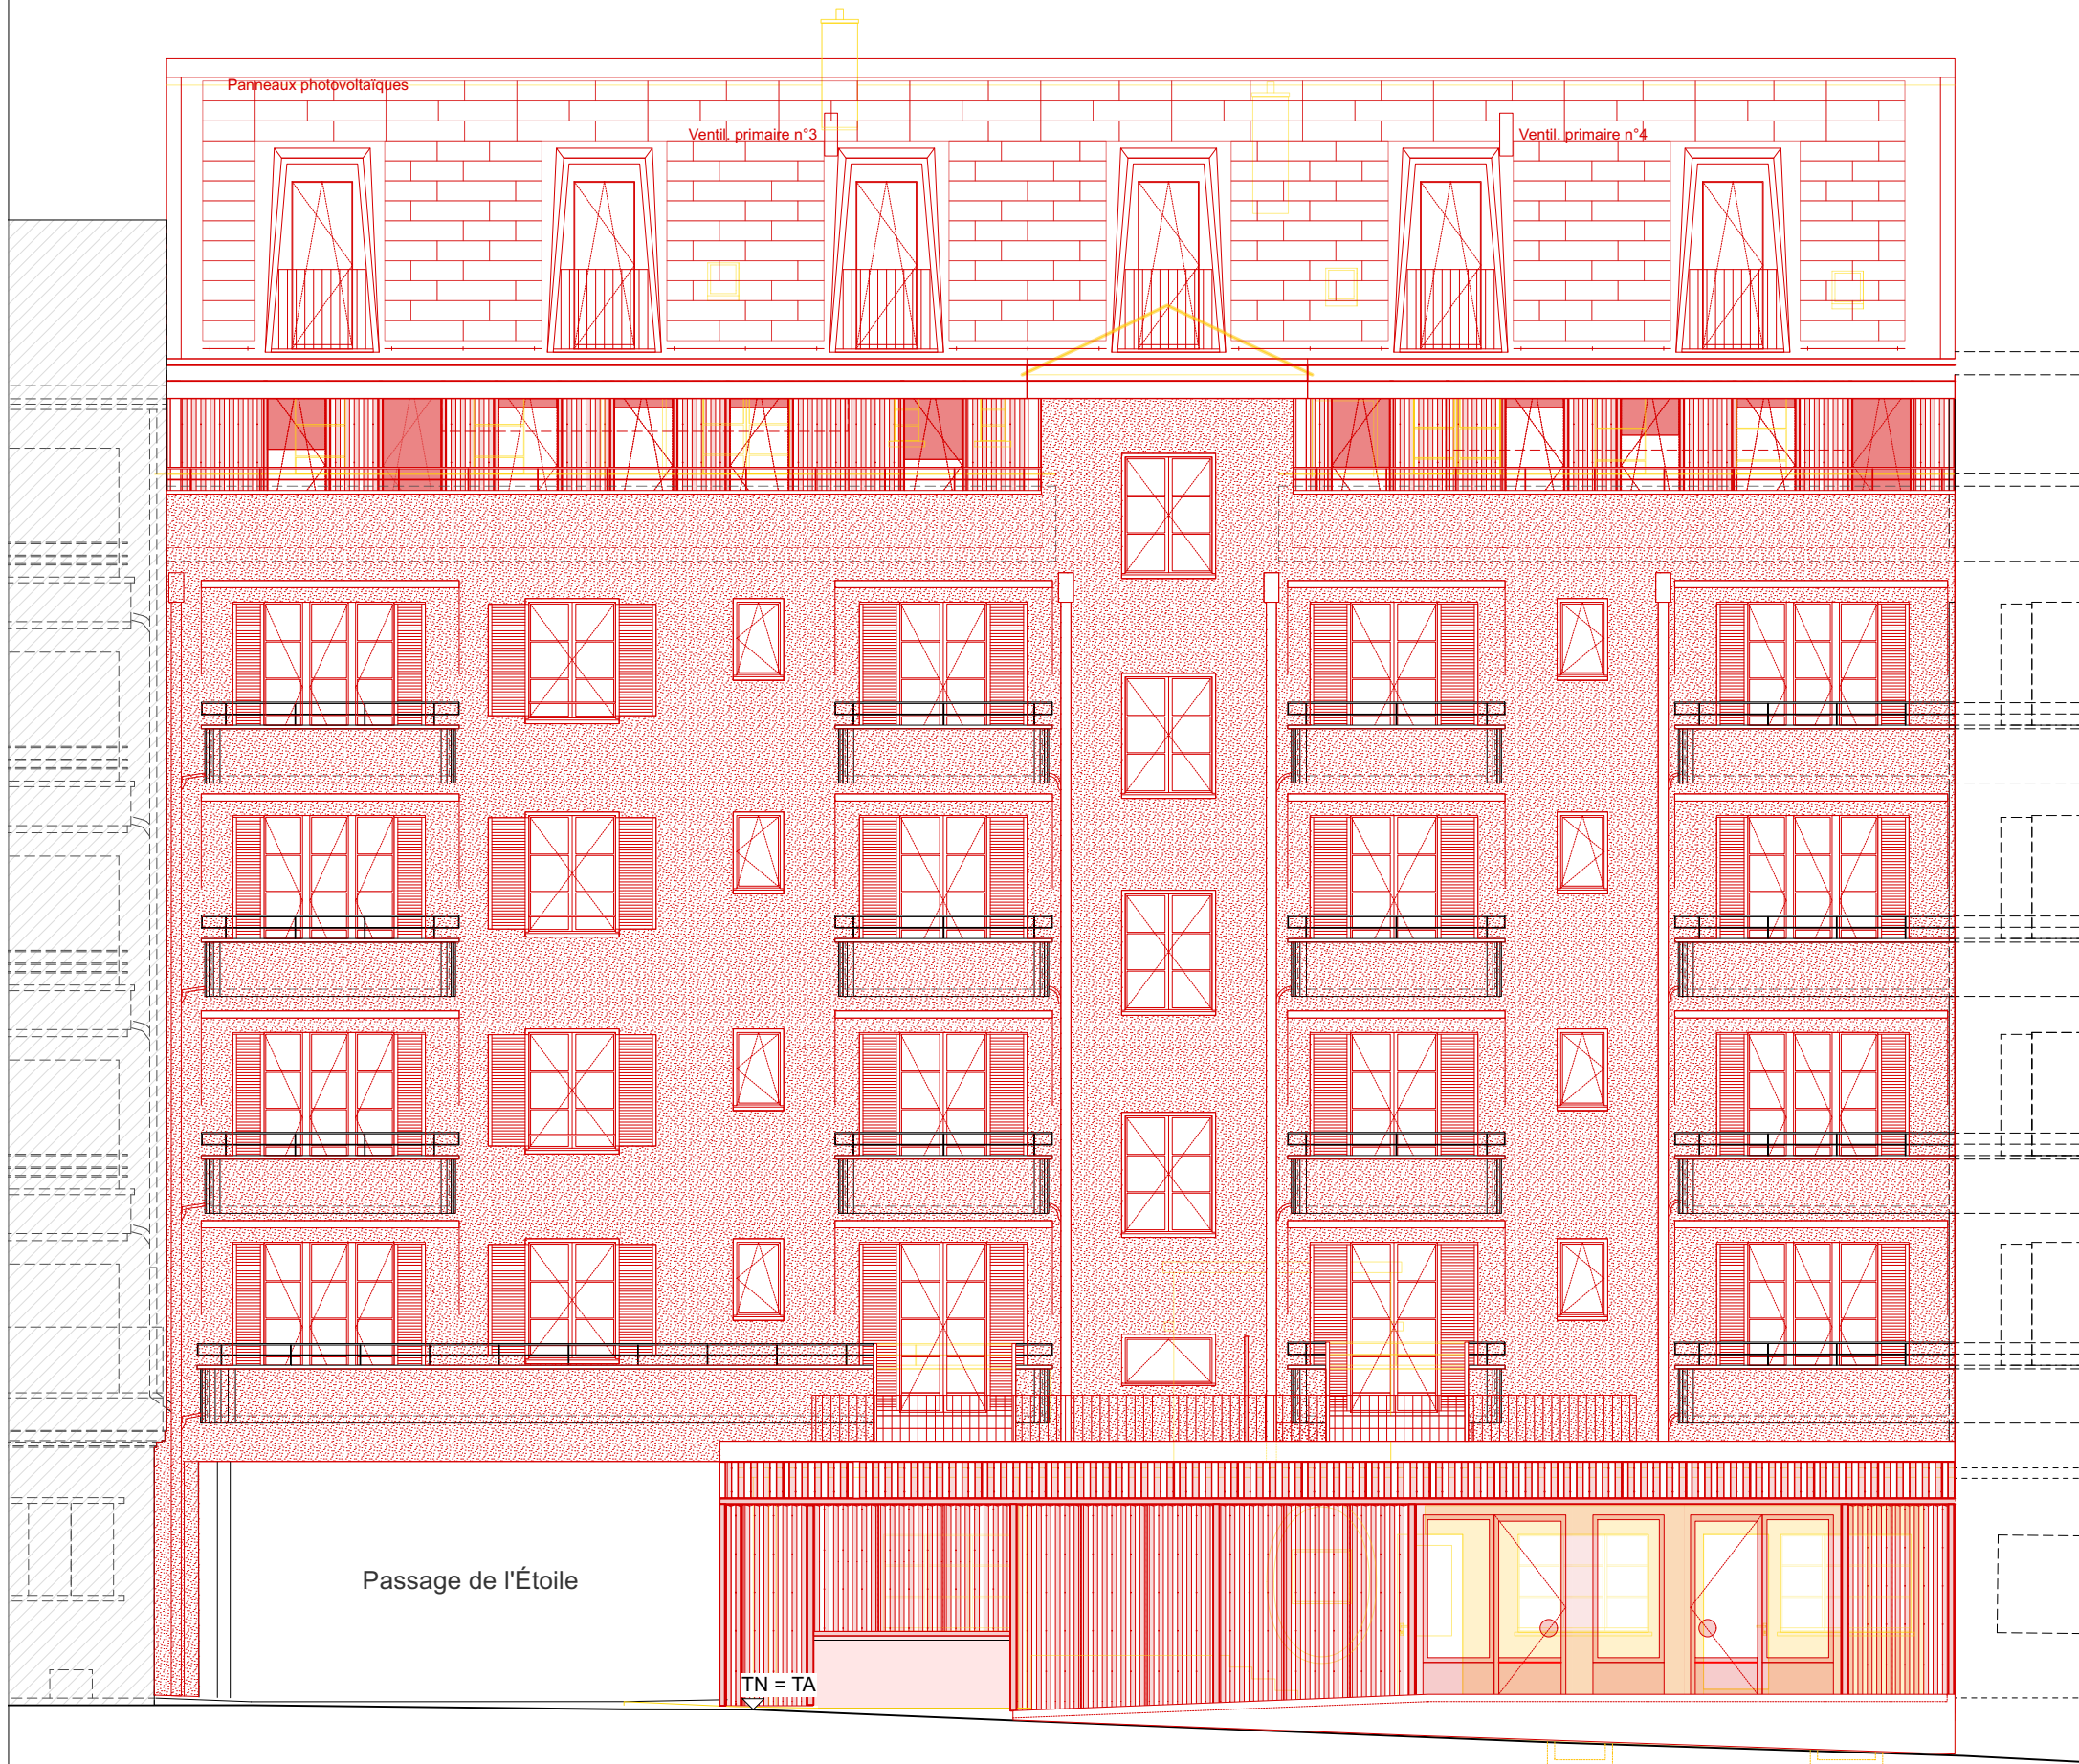 Panneaux photovoltaïques
Ventil. primaire n°3
Ventil. primaire n°4
Passage de l'Étoile
TN = TA